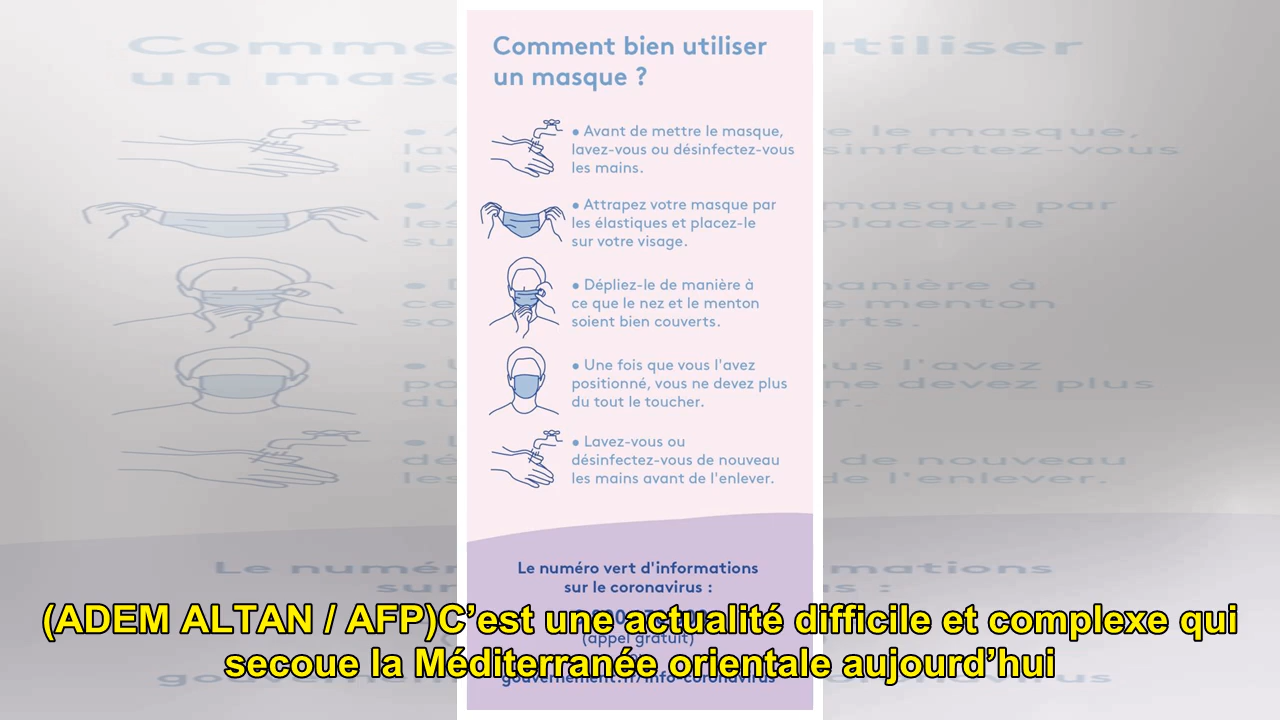 Comment bien utiliser
un masque ?
• Avant de mettre le masque,
lavez-vous ou désinfectez-vous
les mains.
• Attrapez votre masque par
les élastiques et placez-le
sur votre visage.
• Dépliez-le de manière à
ce que le nez et le menton
soient bien couverts.
• Une fois que vous l'avez
positionné, vous ne devez plus
du tout le toucher.
• Lavez-vous ou
désinfectez-vous de nouveau
les mains avant de l'enlever.
Le numéro vert d'informations
sur le coronavirus :
(appel gratuit)
gouvernement.fr/info-coronavirus
(ADEM ALTAN / AFP)C’est une actualité difficile et complexe qui
secoue la Méditerranée orientale aujourd’hui